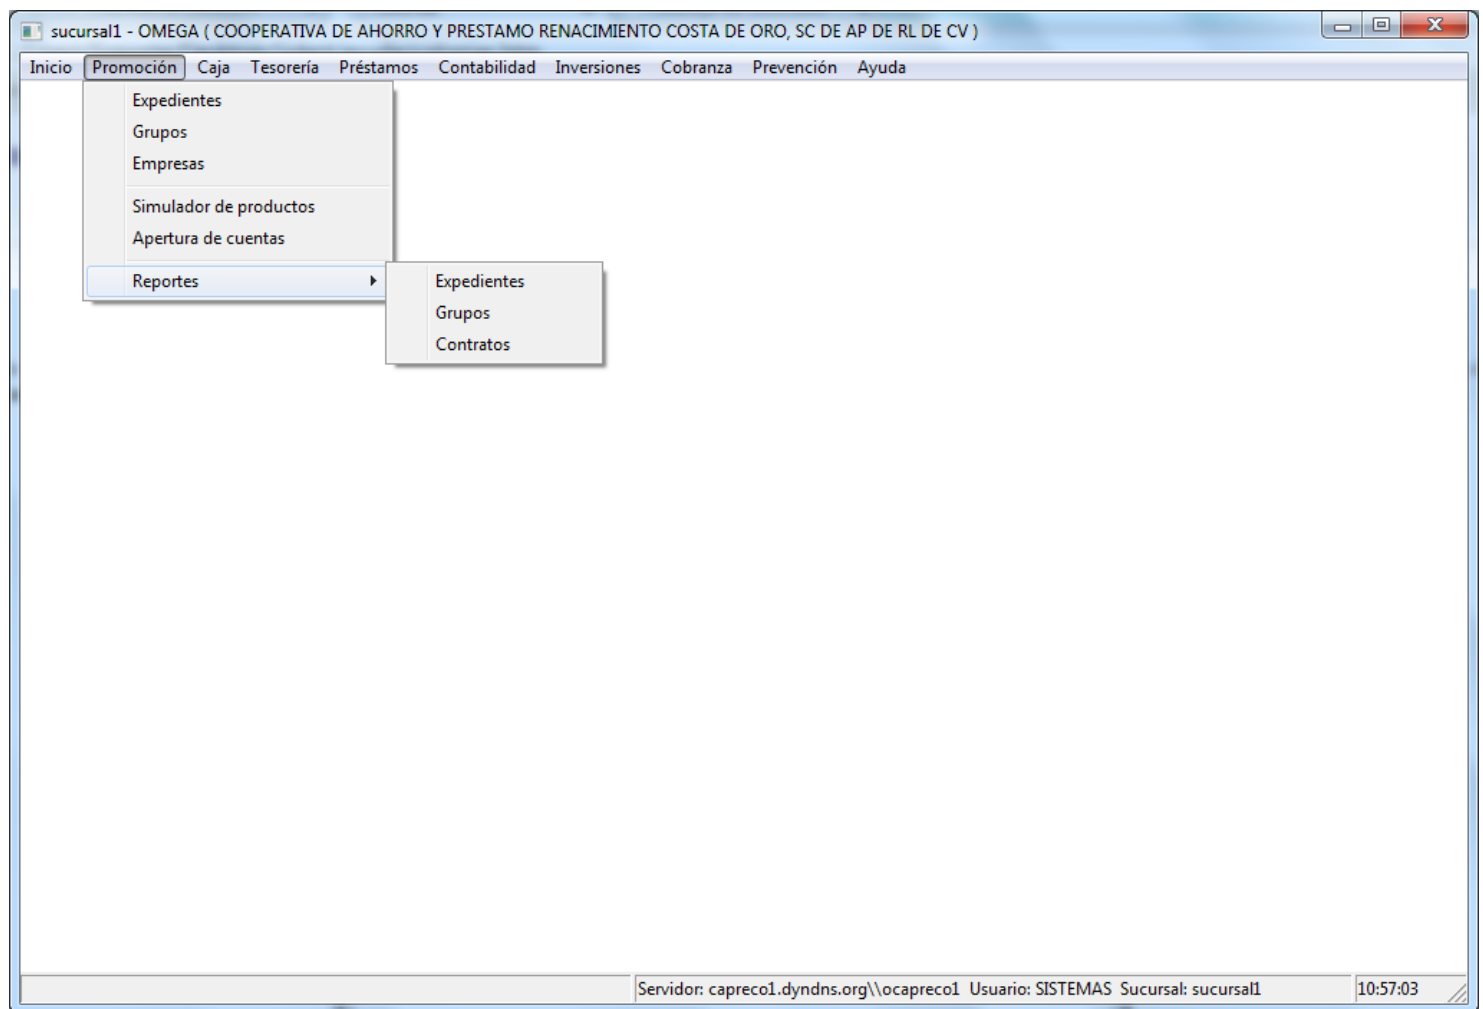 sucursal1 - OMEGA ( COOPERATIVA DE AHORRO Y PRESTAMO RENACIMIENTO COSTA DE ORO, SC DE AP DE RL DE CV )
Inicio Promoción Caja Tesorería Préstamos Contabilidad Inversiones Cobranza Prevención Ayuda
Expedientes
Grupos
Empresas
Simulador de productos
Apertura de cuentas
Reportes
Expedientes
Grupos
Contratos
Servidor: capreco1.dyndns.org\\ocapreco1 Usuario: SISTEMAS Sucursal: sucursal1 10:57:03